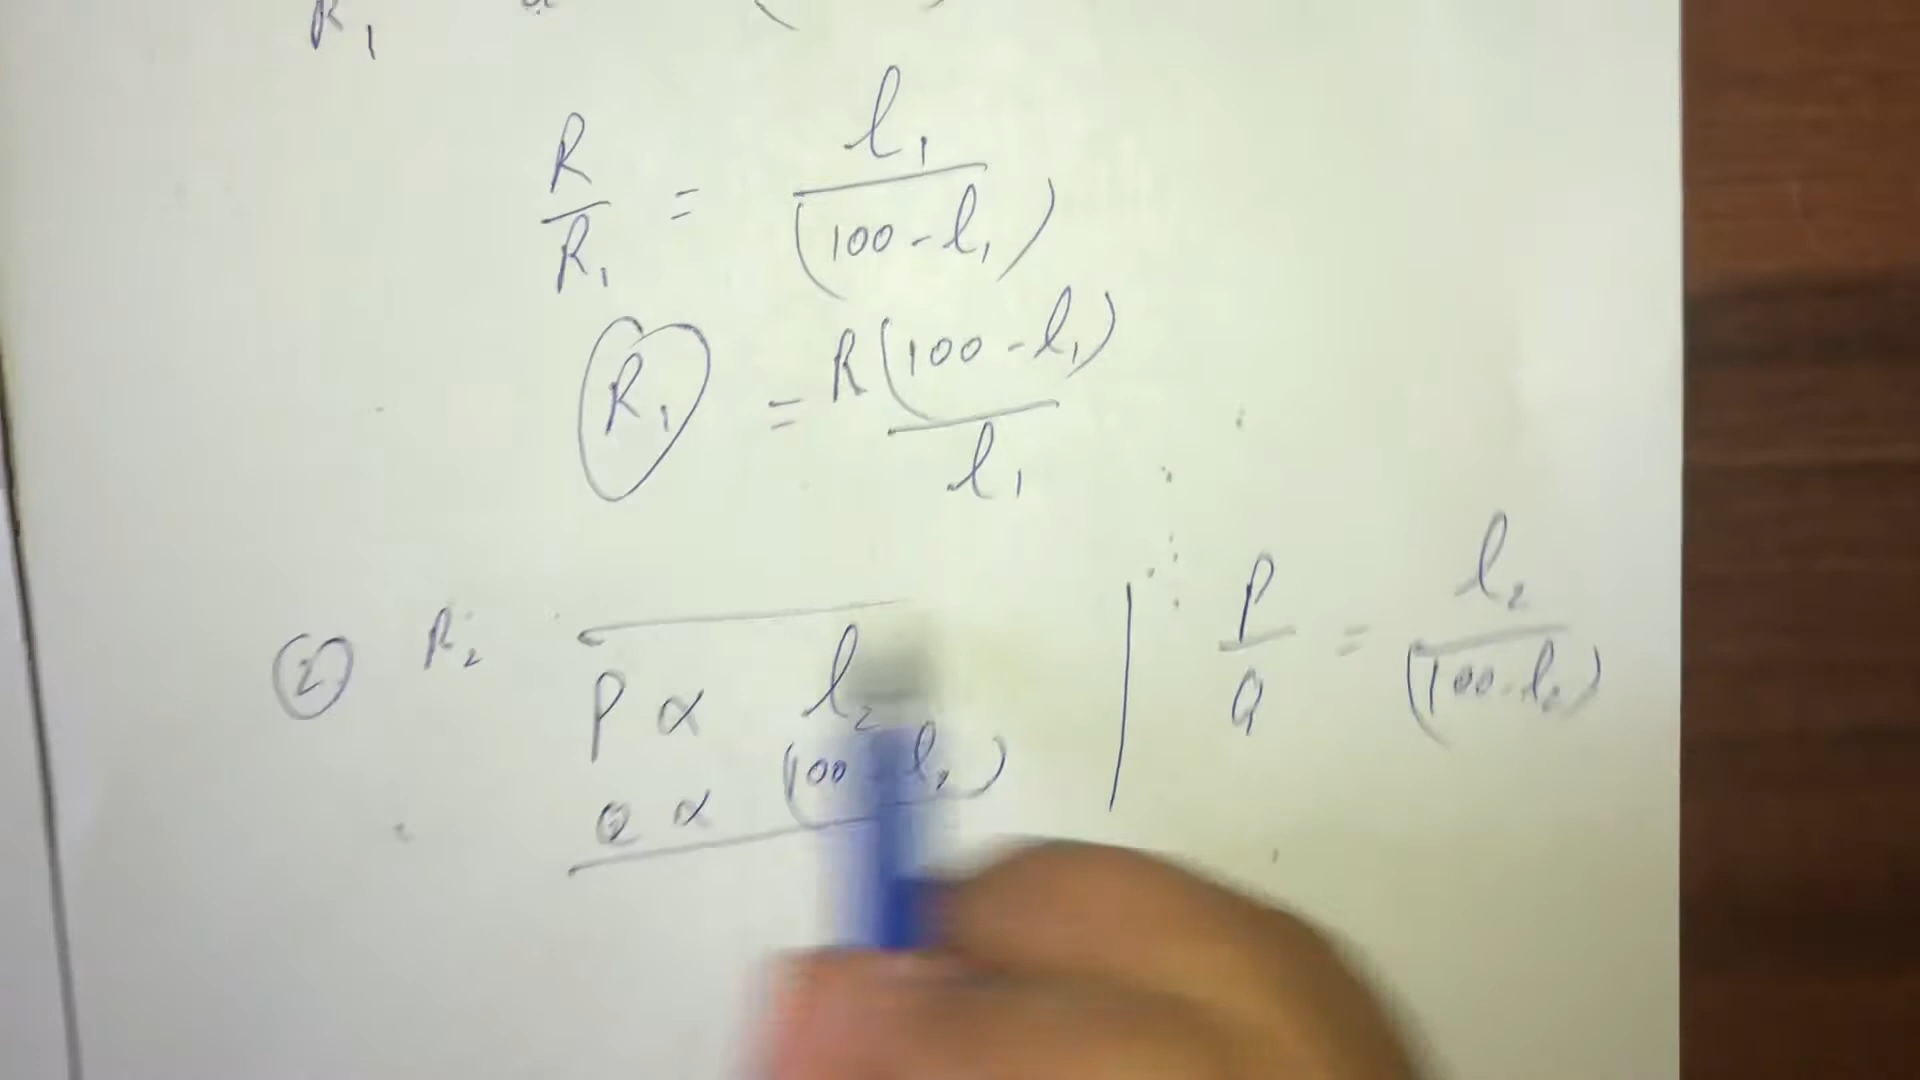 R₁
R/R₁ = l₁/(100 - l₁)
R₁ = R(100 - l₁)/l₁
② R₂
P ∝ l₂
Q ∝ (100 - l₂)
∴ P/Q = l₂/(100 - l₂)